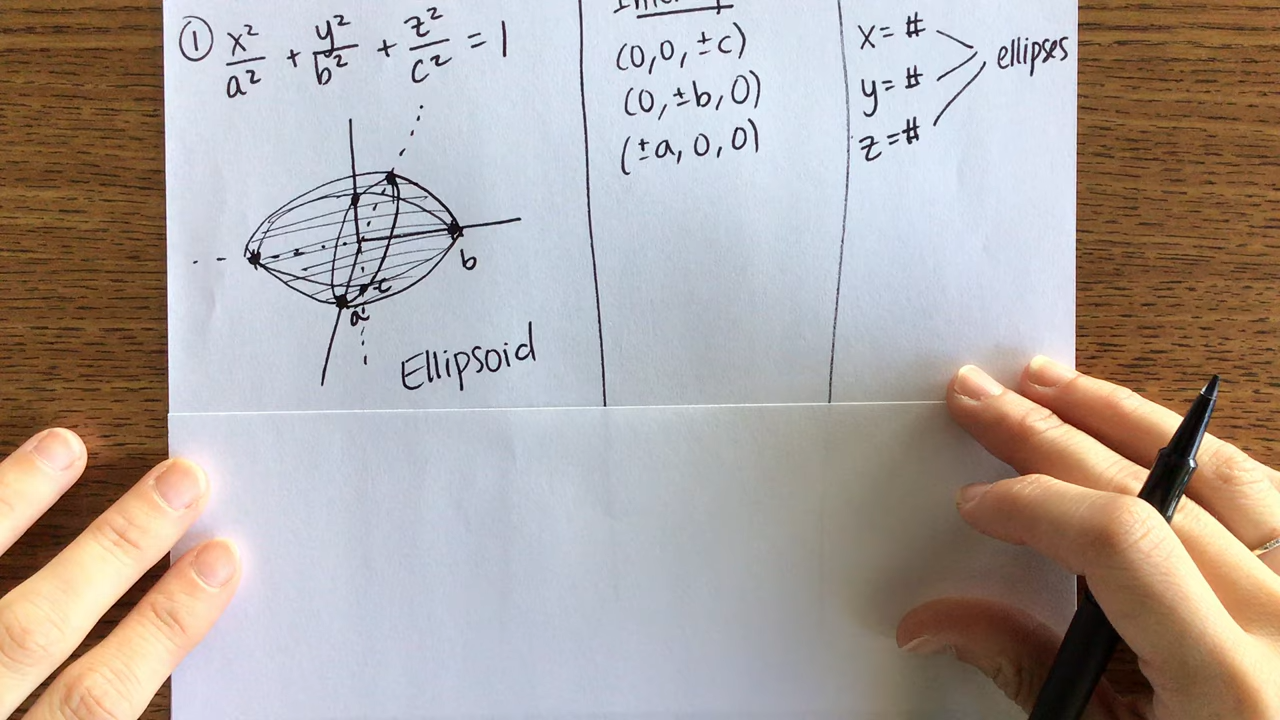 ① x²/a² + y²/b² + z²/c² = 1
b
c
a
Ellipsoid
(0,0,±c)
(0,±b,0)
(±a,0,0)
x=#
y=#
z=#
ellipses